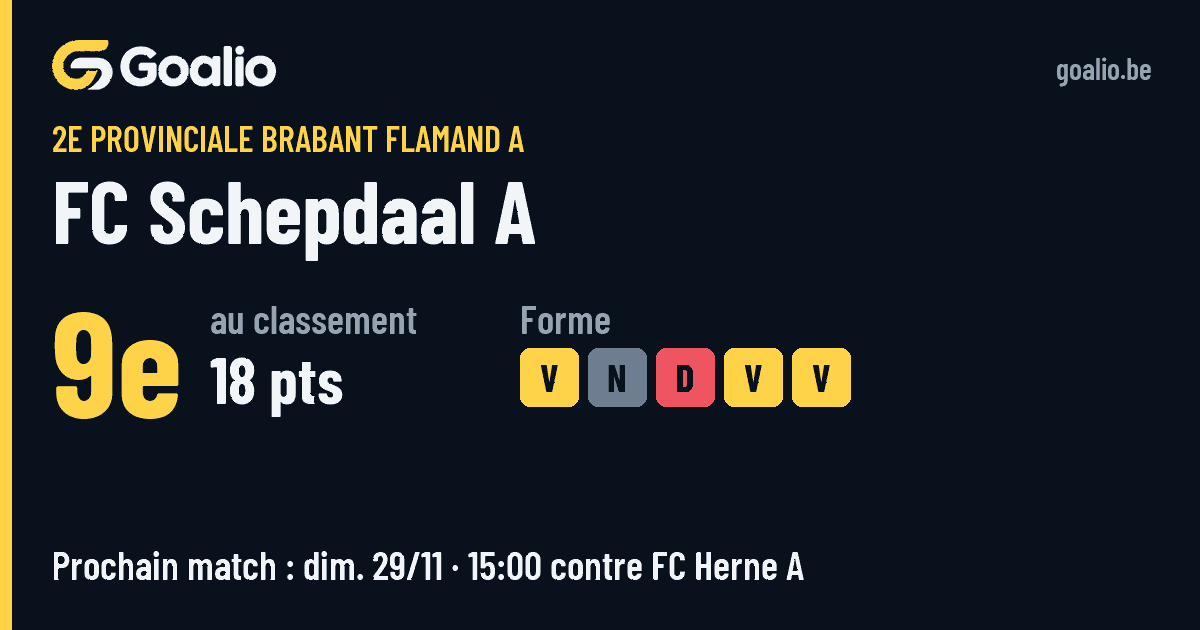 Goalio
goalio.be
2E PROVINCIALE BRABANT FLAMAND A
FC Schepdaal A
9e
au classement
18 pts
Forme
V N D V V
Prochain match : dim. 29/11 · 15:00 contre FC Herne A